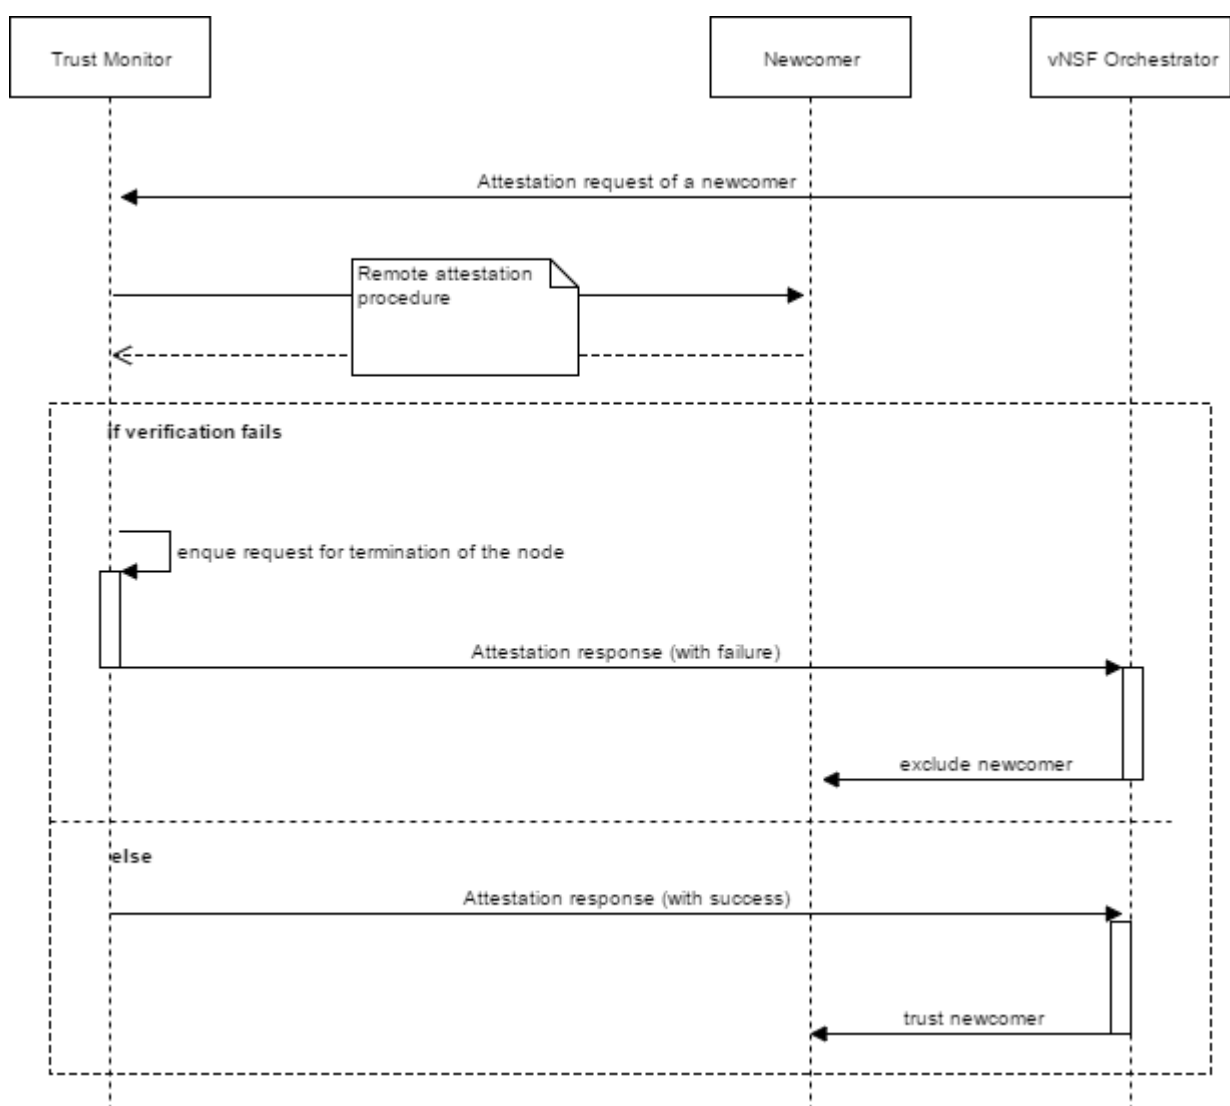 Trust Monitor
Newcomer
vNSF Orchestrator
Attestation request of a newcomer
Remote attestation
procedure
if verification fails
enque request for termination of the node
Attestation response (with failure)
exclude newcomer
else
Attestation response (with success)
trust newcomer